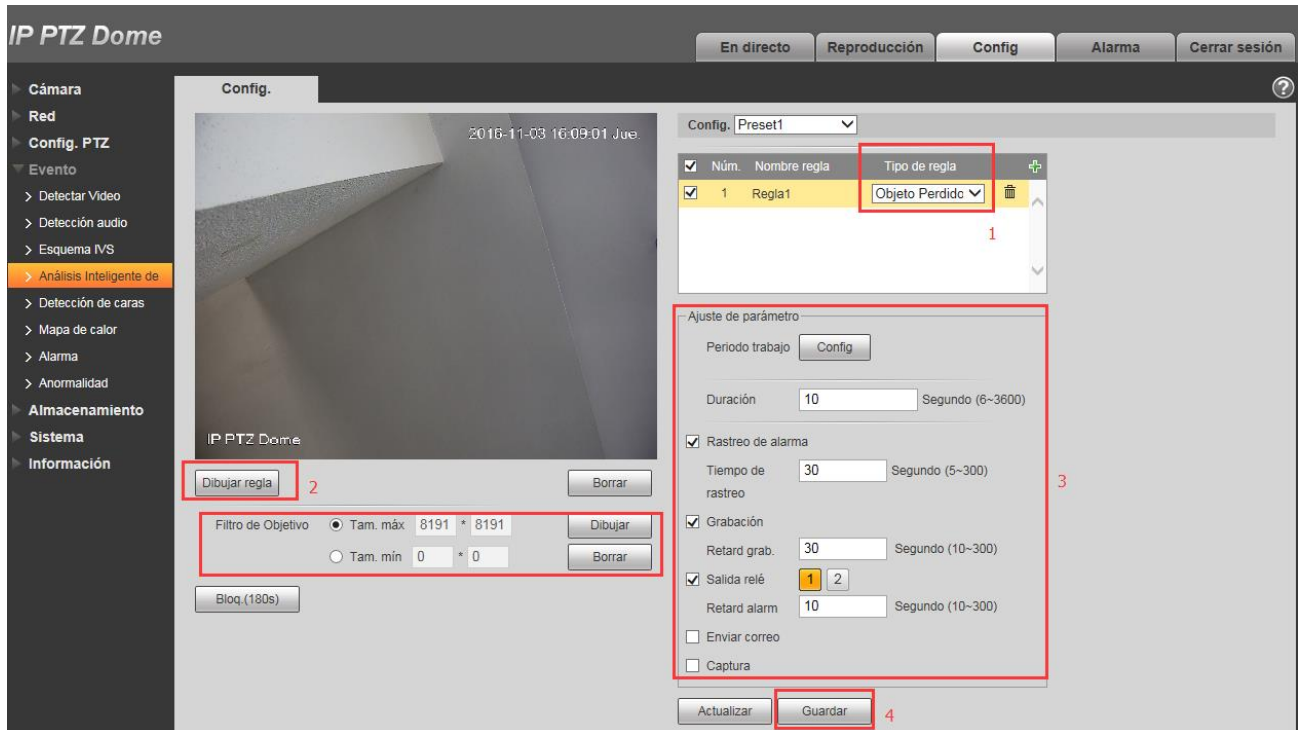 IP PTZ Dome
En directo
Reproducción
Config
Alarma
Cerrar sesión
Cámara
Red
Config. PTZ
Evento
Detectar Video
Detección audio
Esquema IVS
Análisis Inteligente de
Detección de caras
Mapa de calor
Alarma
Anormalidad
Almacenamiento
Sistema
Información
Config.
?
2016-11-03 16:09:01 Jue.
IP PTZ Dome
Dibujar regla
2
Borrar
Filtro de Objetivo Tam. máx 8191 * 8191 Dibujar
Tam. mín 0 * 0 Borrar
Bloq.(180s)
Config. Preset1
Núm. Nombre regla Tipo de regla
1 Regla1 Objeto Perdido
1
Ajuste de parámetro
Periodo trabajo Config
Duración 10 Segundo (6~3600)
Rastreo de alarma
Tiempo de rastreo 30 Segundo (5~300)
3
Grabación
Retard grab. 30 Segundo (10~300)
Salida relé 1 2
Retard alarm 10 Segundo (10~300)
Enviar correo
Captura
Actualizar Guardar 4